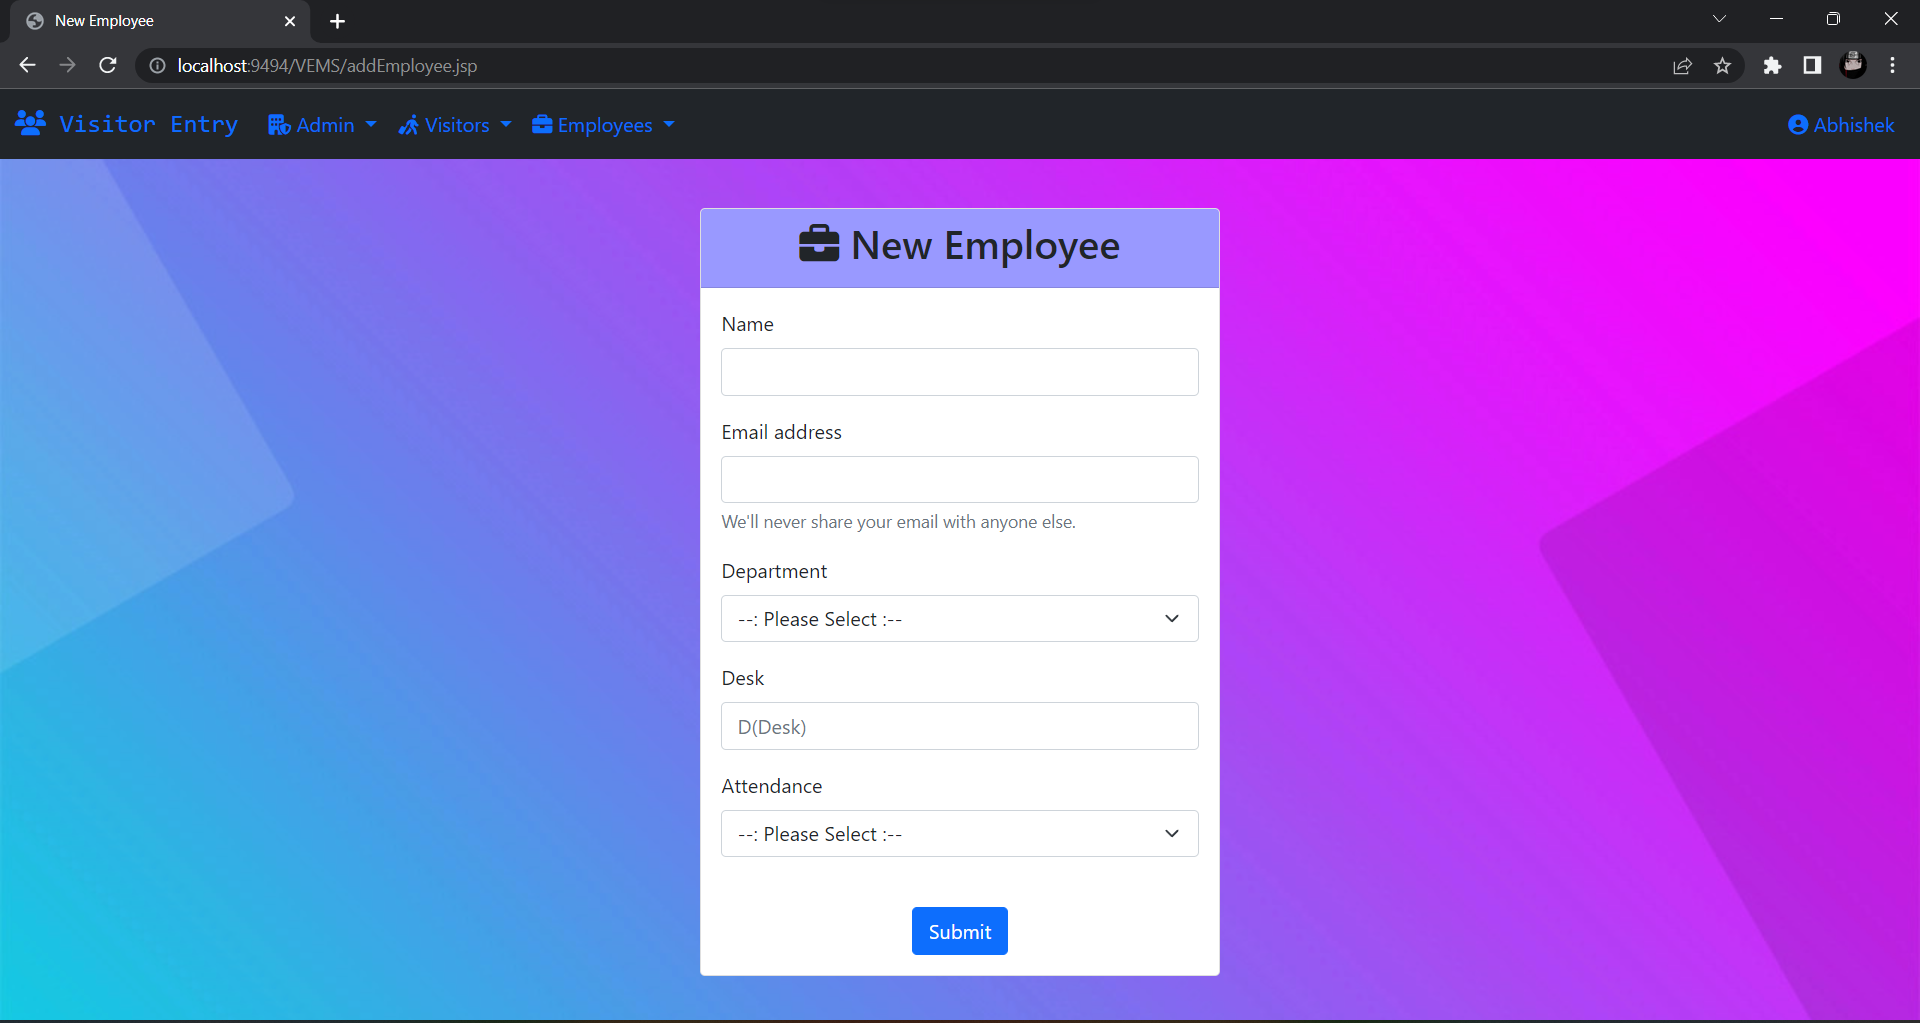 New Employee
localhost:9494/VEMS/addEmployee.jsp
Visitor Entry Admin Visitors Employees Abhishek
New Employee
Name
Email address
We'll never share your email with anyone else.
Department
--: Please Select :--
Desk
D(Desk)
Attendance
--: Please Select :--
Submit